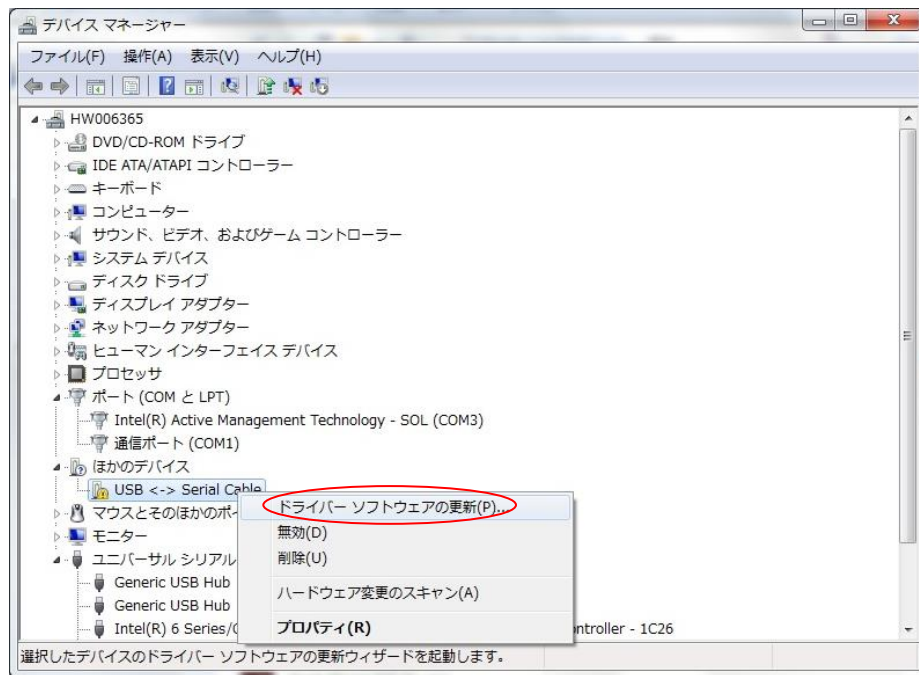 デバイス マネージャー
ファイル(F) 操作(A) 表示(V) ヘルプ(H)
HW006365
DVD/CD-ROM ドライブ
IDE ATA/ATAPI コントローラー
キーボード
コンピューター
サウンド、ビデオ、およびゲーム コントローラー
システム デバイス
ディスク ドライブ
ディスプレイ アダプター
ネットワーク アダプター
ヒューマン インターフェイス デバイス
プロセッサ
ポート (COM と LPT)
Intel(R) Active Management Technology - SOL (COM3)
通信ポート (COM1)
ほかのデバイス
USB <-> Serial Cable
ドライバー ソフトウェアの更新(P)...
マウスとそのほかのポ
無効(D)
モニター
削除(U)
ユニバーサル シリアル
Generic USB Hub
ハードウェア変更のスキャン(A)
Generic USB Hub
Intel(R) 6 Series/ ntroller - 1C26
プロパティ(R)
選択したデバイスのドライバー ソフトウェアの更新ウィザードを起動します。